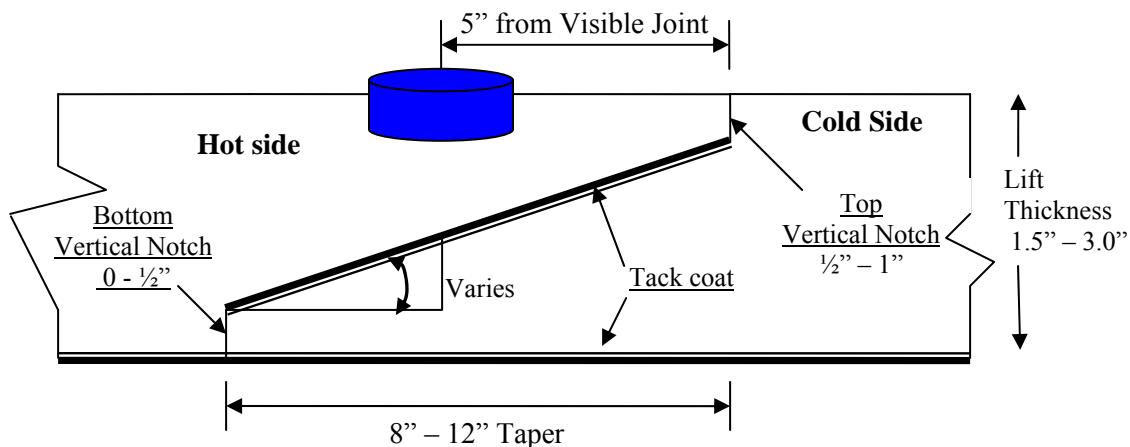 5” from Visible Joint
Hot side
Cold Side
Lift
Thickness
1.5” – 3.0”
Bottom
Vertical Notch
0 - ½”
Top
Vertical Notch
½” – 1”
Varies
Tack coat
8” – 12” Taper